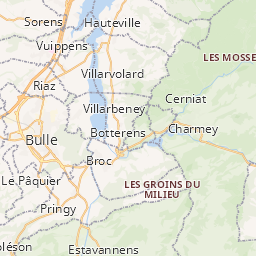 Sorens
Hauteville
Vuippens
LES MOSSE
Villarvolard
Riaz
Cerniat
Villarbeney
Botterens
Charmey
Bulle
Broc
Le Pâquier
LES GROINS DU
MILIEU
Pringy
oléson
Estavannens